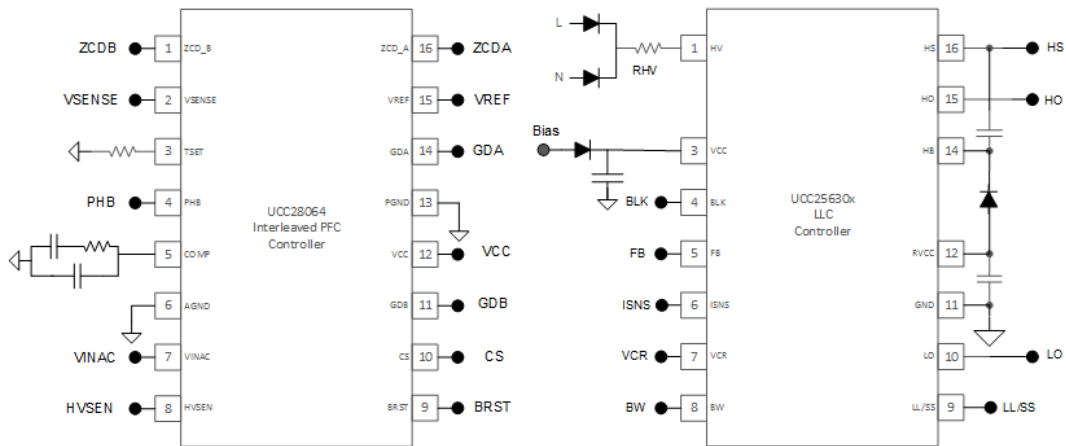 ZCDB 1 ZCD_B ZCD_A 16 ZCDA
VSENSE 2 VSENSE VREF 15 VREF
3 TSET GDA 14 GDA
PHB 4 PHB PGND 13
UCC28064
Interleaved PFC
Controller
5 COMP VCC 12 VCC
6 AGND GDB 11 GDB
VINAC 7 VINAC CS 10 CS
HVSEN 8 HVSEN BRST 9 BRST
L
N
RHV
1 HV HS 16 HS
HO 15 HO
Bias
3 VCC HB 14
BLK 4 BLK
UCC25630x
LLC
Controller
FB 5 FB RVCC 12
ISNS 6 ISNS GND 11
VCR 7 VCR LO 10 LO
BW 8 BW LL/SS 9 LL/SS